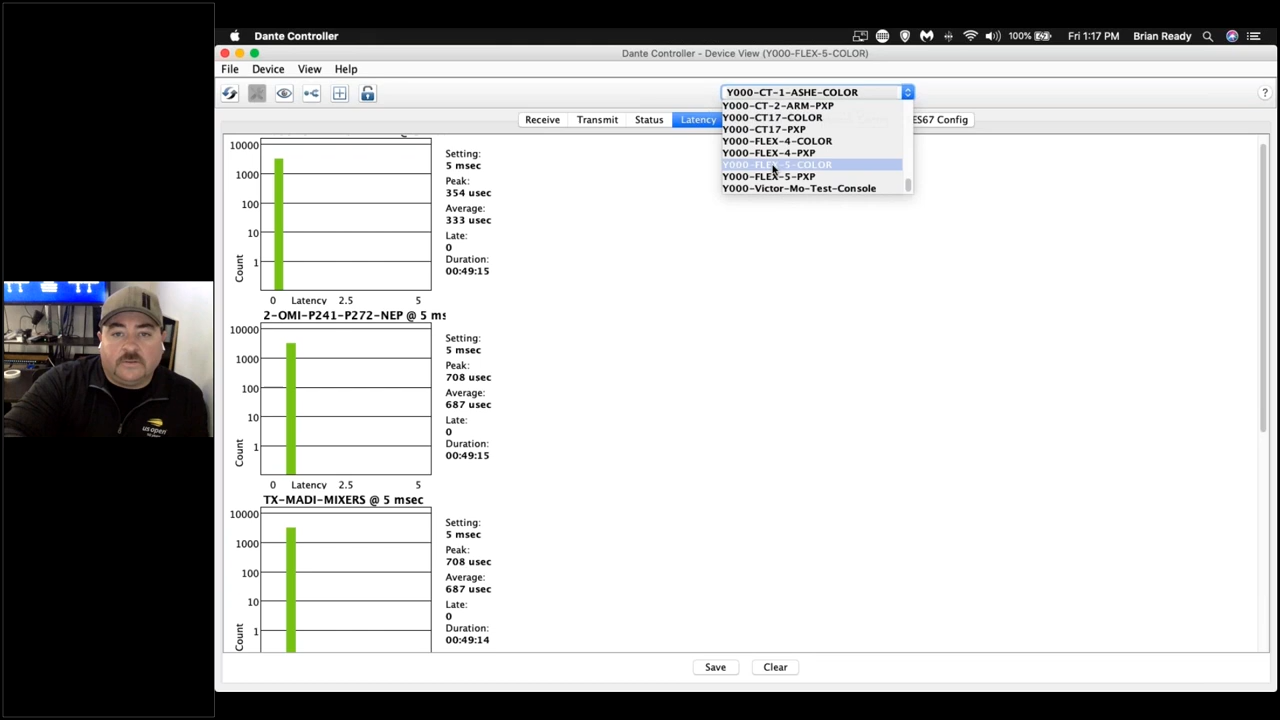 Dante Controller
100%
Fri 1:17 PM
Brian Ready
Dante Controller - Device View (Y000-FLEX-5-COLOR)
File Device View Help
Y000-CT-1-ASHE-COLOR
?
Y000-CT-2-ARM-PXP
Y000-CT17-COLOR
Y000-CT17-PXP
Y000-FLEX-4-COLOR
Y000-FLEX-4-PXP
Y000-FLEX-5-COLOR
Y000-FLEX-5-PXP
Y000-Victor-Mo-Test-Console
Receive Transmit Status Latency ES67 Config
10000
1000
100
10
1
Count
0 Latency 2.5 5
Setting:
5 msec
Peak:
354 usec
Average:
333 usec
Late:
0
Duration:
00:49:15
2-OMI-P241-P272-NEP @ 5 ms
10000
1000
100
10
1
Count
0 Latency 2.5 5
Setting:
5 msec
Peak:
708 usec
Average:
687 usec
Late:
0
Duration:
00:49:15
TX-MADI-MIXERS @ 5 msec
10000
1000
100
10
1
Count
Setting:
5 msec
Peak:
708 usec
Average:
687 usec
Late:
0
Duration:
00:49:14
Save Clear
us open